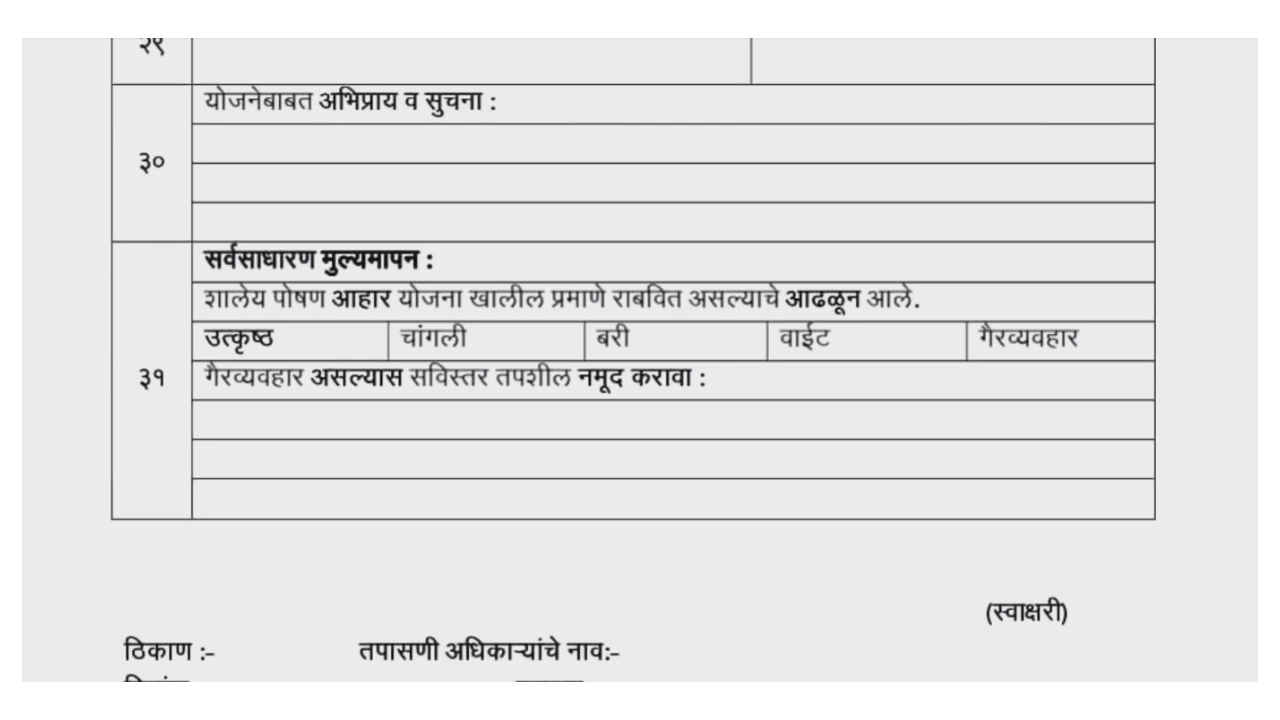 २९
योजनेबाबत अभिप्राय व सुचना :
३०
सर्वसाधारण मुल्यमापन :
शालेय पोषण आहार योजना खालील प्रमाणे राबवित असल्याचे आढळून आले.
उत्कृष्ठ चांगली बरी वाईट गैरव्यवहार
३१
गैरव्यवहार असल्यास सविस्तर तपशील नमूद करावा :
(स्वाक्षरी)
ठिकाण :- तपासणी अधिकाऱ्यांचे नाव:-